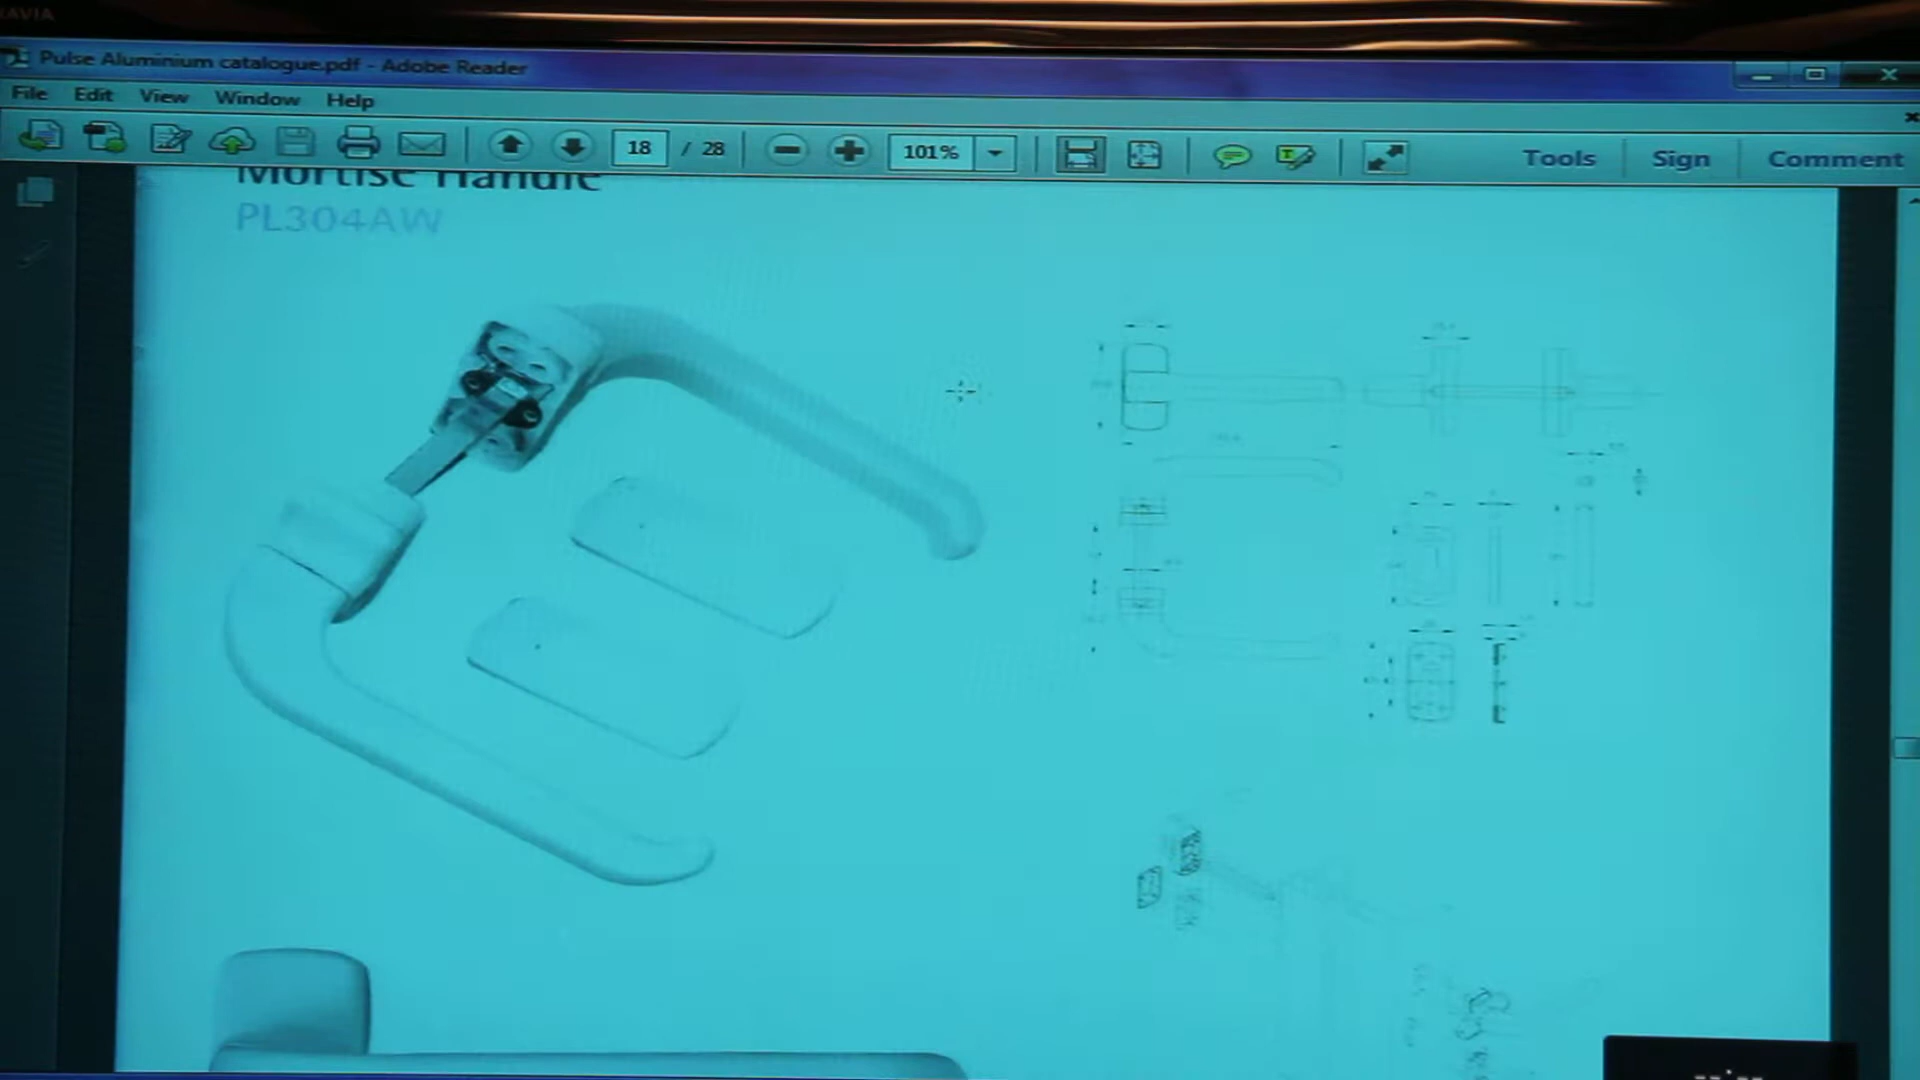 Pulse Aluminium catalogue.pdf - Adobe Reader
File Edit View Window Help
18 / 28 101% Tools Sign Comment
Mortise Handle
PL304AW